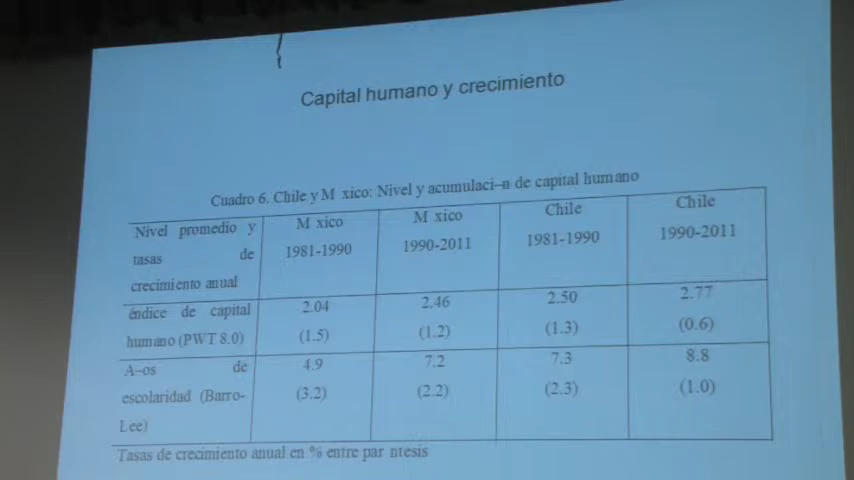 Capital humano y crecimiento
Cuadro 6. Chile y M xico: Nivel y acumulaci–n de capital humano
Nivel promedio y tasas de crecimiento anual
M xico 1981-1990
M xico 1990-2011
Chile 1981-1990
Chile 1990-2011
êndice de capital humano (PWT 8.0)
2.04 (1.5)
2.46 (1.2)
2.50 (1.3)
2.77 (0.6)
A–os de escolaridad (Barro-Lee)
4.9 (3.2)
7.2 (2.2)
7.3 (2.3)
8.8 (1.0)
Tasas de crecimiento anual en % entre par ntesis